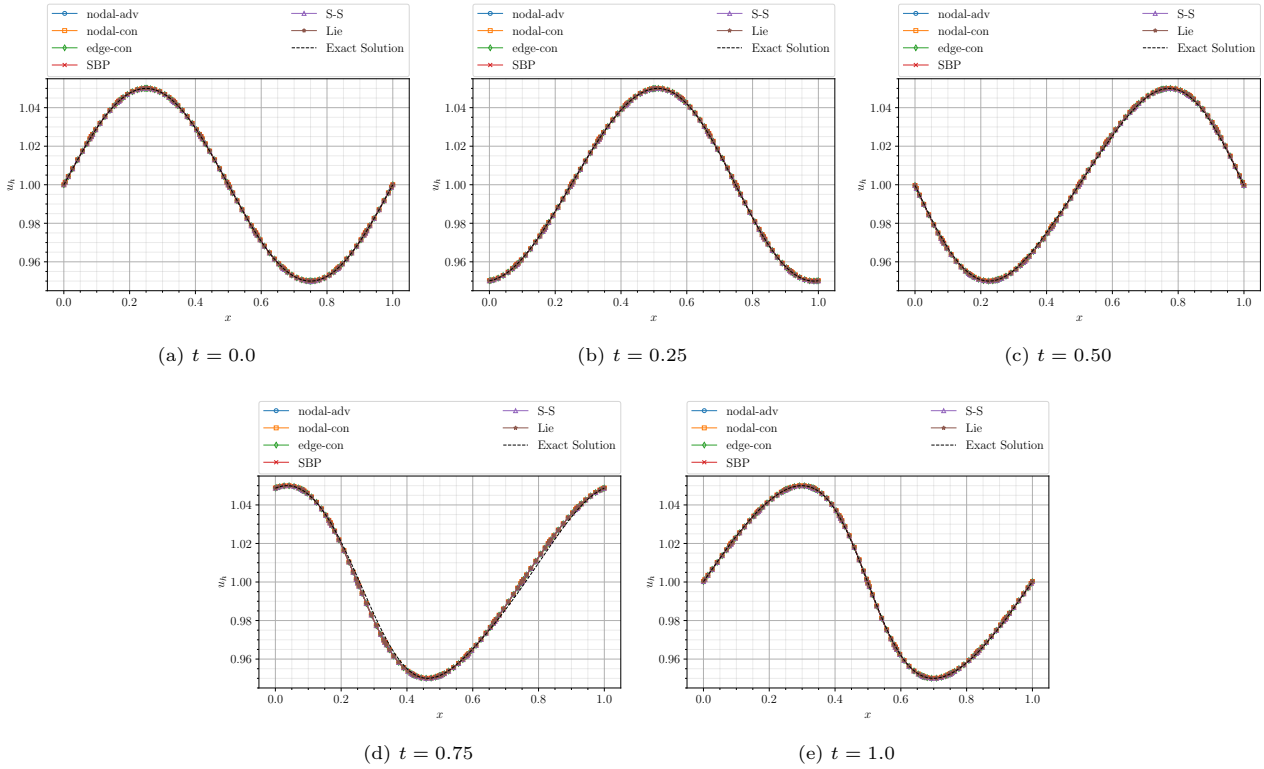 nodal-adv
nodal-con
edge-con
SBP
S-S
Lie
Exact Solution
1.04
1.02
1.00
0.98
0.96
u_h
0.0 0.2 0.4 0.6 0.8 1.0
x
(a) t = 0.0
nodal-adv
nodal-con
edge-con
SBP
S-S
Lie
Exact Solution
1.04
1.02
1.00
0.98
0.96
u_h
0.0 0.2 0.4 0.6 0.8 1.0
x
(b) t = 0.25
nodal-adv
nodal-con
edge-con
SBP
S-S
Lie
Exact Solution
1.04
1.02
1.00
0.98
0.96
u_h
0.0 0.2 0.4 0.6 0.8 1.0
x
(c) t = 0.50
nodal-adv
nodal-con
edge-con
SBP
S-S
Lie
Exact Solution
1.04
1.02
1.00
0.98
0.96
u_h
0.0 0.2 0.4 0.6 0.8 1.0
x
(d) t = 0.75
nodal-adv
nodal-con
edge-con
SBP
S-S
Lie
Exact Solution
1.04
1.02
1.00
0.98
0.96
u_h
0.0 0.2 0.4 0.6 0.8 1.0
x
(e) t = 1.0